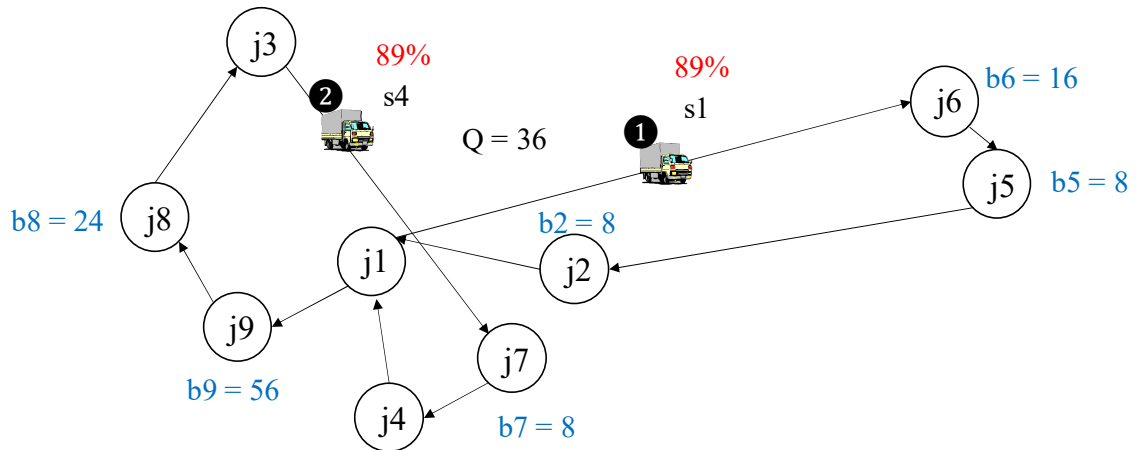 j3
89%
s4
2
Q = 36
89%
s1
1
j6
b6 = 16
j5
b5 = 8
b8 = 24
j8
j1
b2 = 8
j2
j9
b9 = 56
j7
j4
b7 = 8